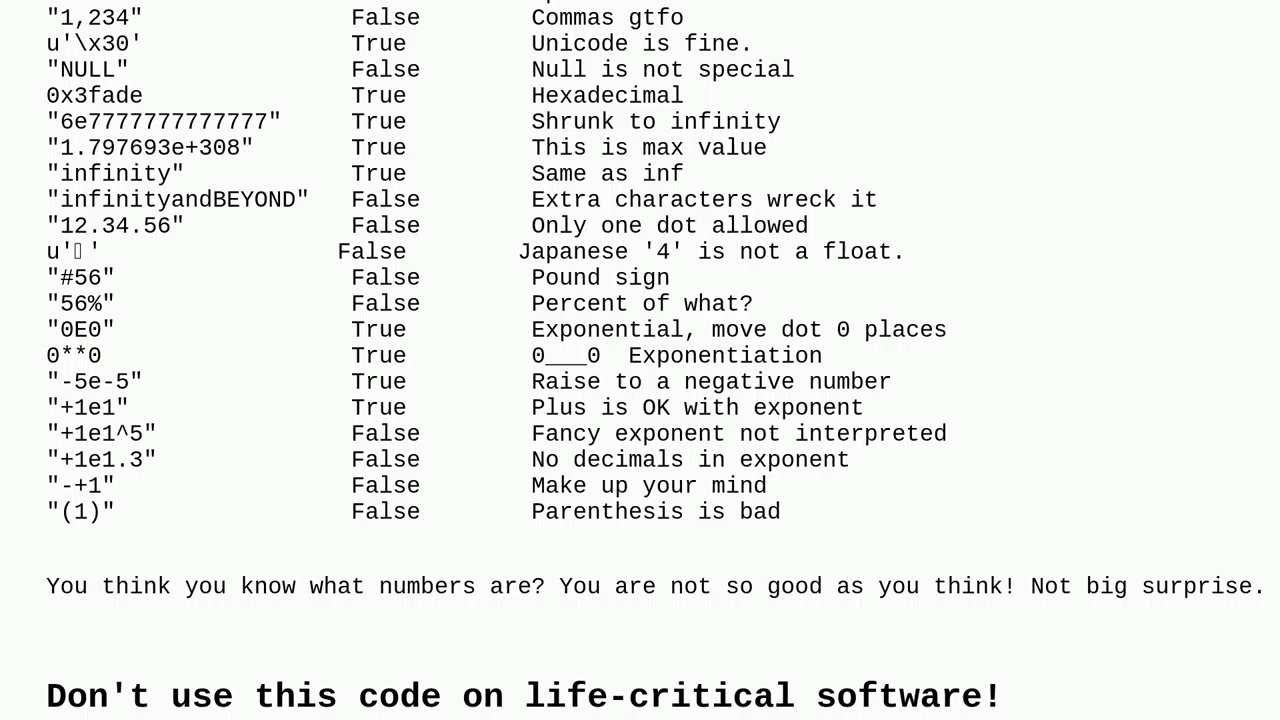 "1,234" False Commas gtfo
u'\x30' True Unicode is fine.
"NULL" False Null is not special
0x3fade True Hexadecimal
"6e7777777777777" True Shrunk to infinity
"1.797693e+308" True This is max value
"infinity" True Same as inf
"infinityandBEYOND" False Extra characters wreck it
"12.34.56" False Only one dot allowed
u'▯' False Japanese '4' is not a float.
"#56" False Pound sign
"56%" False Percent of what?
"0E0" True Exponential, move dot 0 places
0**0 True 0___0 Exponentiation
"-5e-5" True Raise to a negative number
"+1e1" True Plus is OK with exponent
"+1e1^5" False Fancy exponent not interpreted
"+1e1.3" False No decimals in exponent
"-+1" False Make up your mind
"(1)" False Parenthesis is bad
You think you know what numbers are? You are not so good as you think! Not big surprise.
Don't use this code on life-critical software!